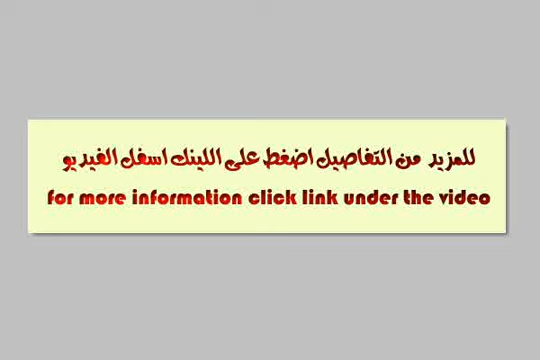 للمزيد من التفاصيل اضغط على اللينك اسفل الفيديو
for more information click link under the video